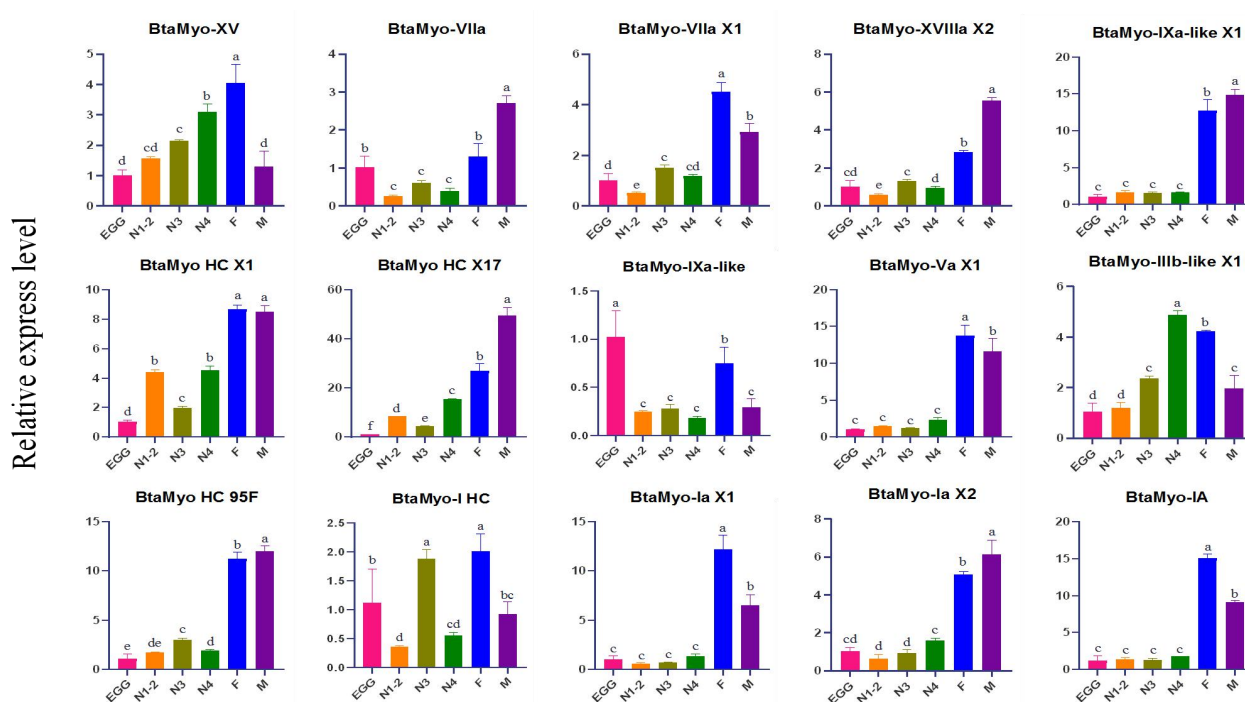 Relative express level
BtaMyo-XV
5
4
3
2
1
0
d
cd
c
b
a
d
EGG N1-2 N3 N4 F M
BtaMyo-VIIa
4
3
2
1
0
b
c
c
c
b
a
EGG N1-2 N3 N4 F M
BtaMyo-VIIa X1
6
4
2
0
d
e
c
cd
a
b
EGG N1-2 N3 N4 F M
BtaMyo-XVIIIa X2
8
6
4
2
0
cd
e
c
d
b
a
EGG N1-2 N3 N4 F M
BtaMyo-IXa-like X1
20
15
10
5
0
c
c
c
c
b
a
EGG N1-2 N3 N4 F M
BtaMyo HC X1
10
8
6
4
2
0
d
b
c
b
a
a
EGG N1-2 N3 N4 F M
BtaMyo HC X17
60
40
20
0
f
d
e
c
b
a
EGG N1-2 N3 N4 F M
BtaMyo-IXa-like
1.5
1.0
0.5
0.0
a
c
c
c
b
c
EGG N1-2 N3 N4 F M
BtaMyo-Va X1
20
15
10
5
0
c
c
c
c
a
b
EGG N1-2 N3 N4 F M
BtaMyo-IIIb-like X1
6
4
2
0
d
d
c
a
b
c
EGG N1-2 N3 N4 F M
BtaMyo HC 95F
15
10
5
0
e
de
c
d
b
a
EGG N1-2 N3 N4 F M
BtaMyo-I HC
2.5
2.0
1.5
1.0
0.5
0.0
b
d
a
cd
a
bc
EGG N1-2 N3 N4 F M
BtaMyo-Ia X1
15
10
5
0
c
c
c
c
a
b
EGG N1-2 N3 N4 F M
BtaMyo-Ia X2
8
6
4
2
0
cd
d
d
c
b
a
EGG N1-2 N3 N4 F M
BtaMyo-IA
20
15
10
5
0
c
c
c
c
a
b
EGG N1-2 N3 N4 F M